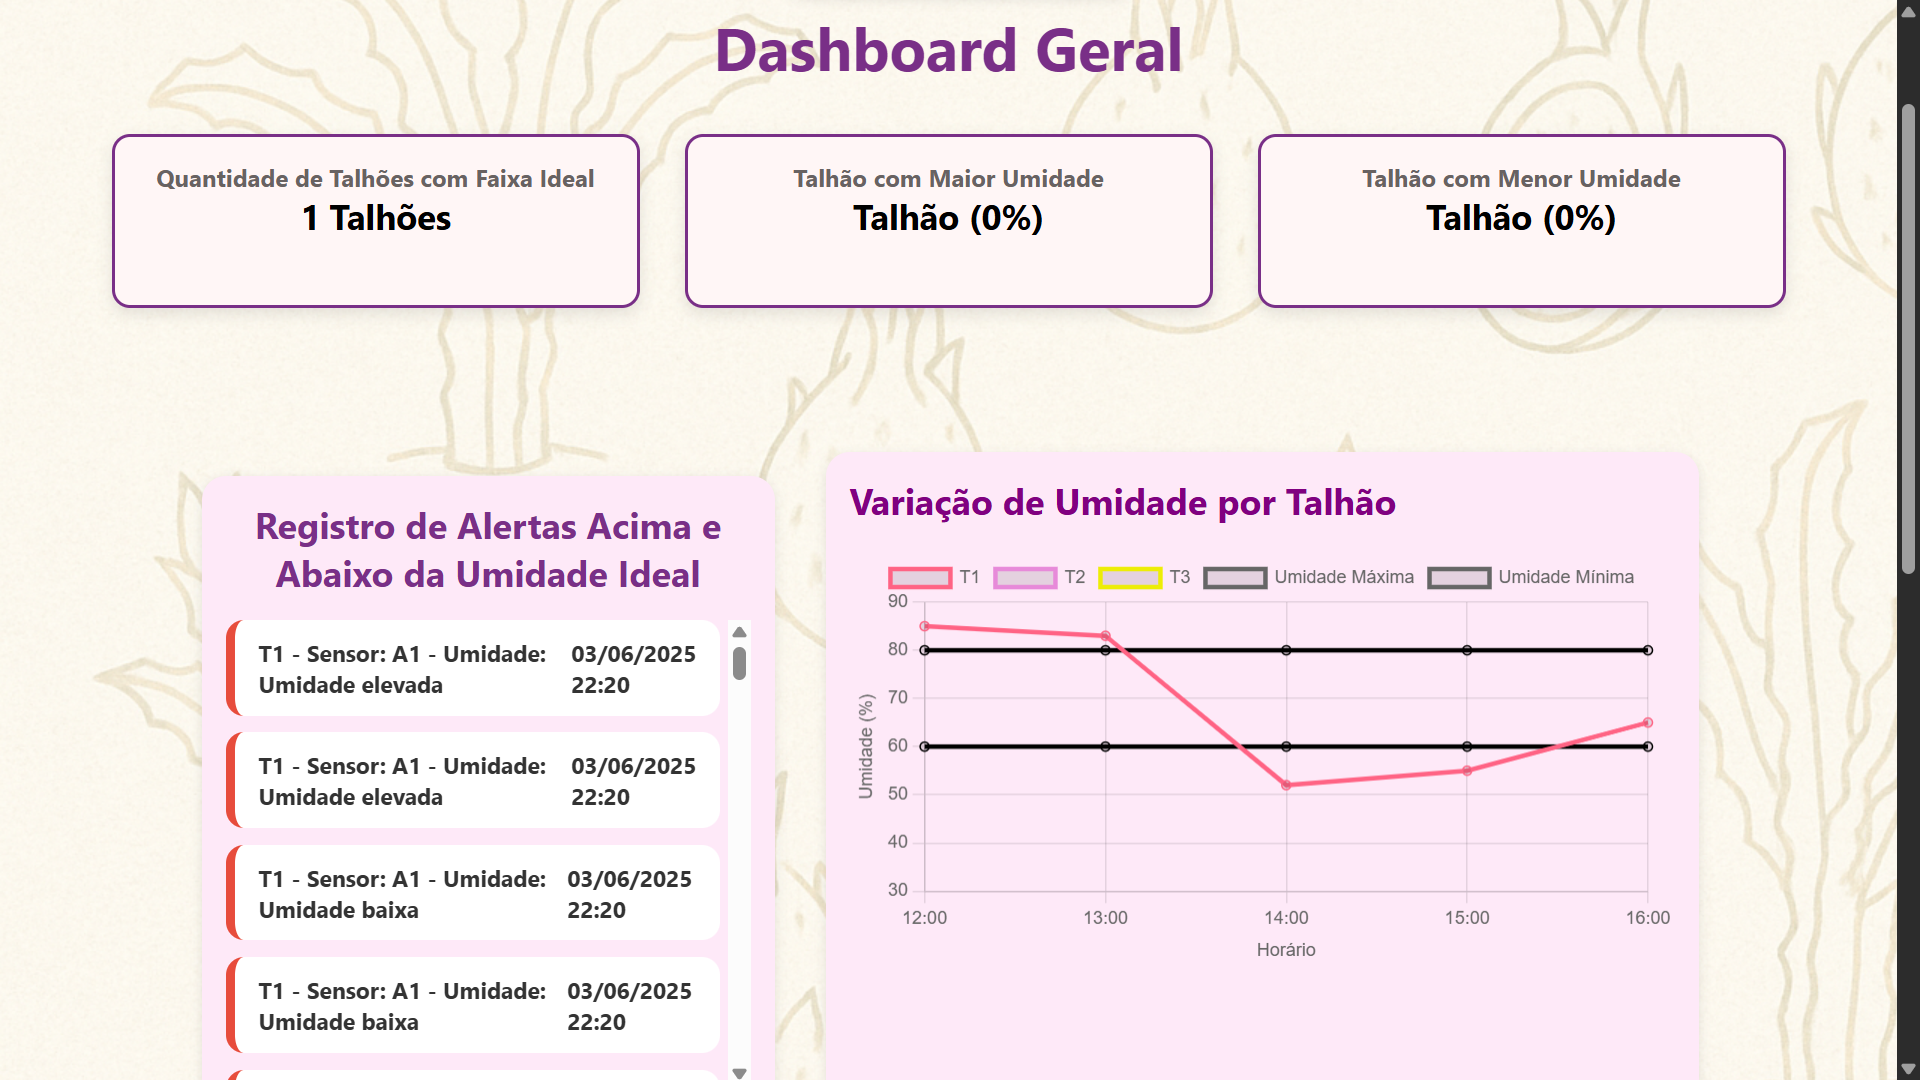 Dashboard Geral
Quantidade de Talhões com Faixa Ideal
1 Talhões
Talhão com Maior Umidade
Talhão (0%)
Talhão com Menor Umidade
Talhão (0%)
Registro de Alertas Acima e
Abaixo da Umidade Ideal
T1 - Sensor: A1 - Umidade: 03/06/2025
Umidade elevada 22:20
T1 - Sensor: A1 - Umidade: 03/06/2025
Umidade elevada 22:20
T1 - Sensor: A1 - Umidade: 03/06/2025
Umidade baixa 22:20
T1 - Sensor: A1 - Umidade: 03/06/2025
Umidade baixa 22:20
Variação de Umidade por Talhão
T1 T2 T3 Umidade Máxima Umidade Mínima
90
80
70
60
50
40
30
Umidade (%)
12:00 13:00 14:00 15:00 16:00
Horário